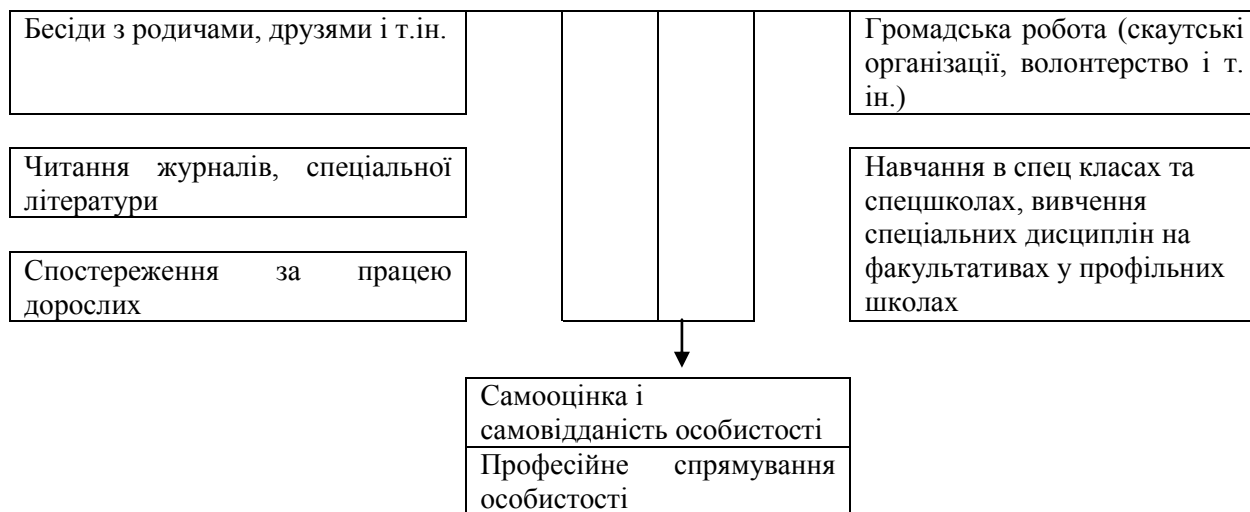 Бесіди з родичами, друзями і т.ін.
Громадська робота (скаутські
організації, волонтерство і т.
ін.)
Читання журналів, спеціальної
літератури
Навчання в спец класах та
спецшколах, вивчення
спеціальних дисциплін на
факультативах у профільних
школах
Спостереження за працею
дорослих
Самооцінка і
самовідданість особистості
Професійне спрямування
особистості